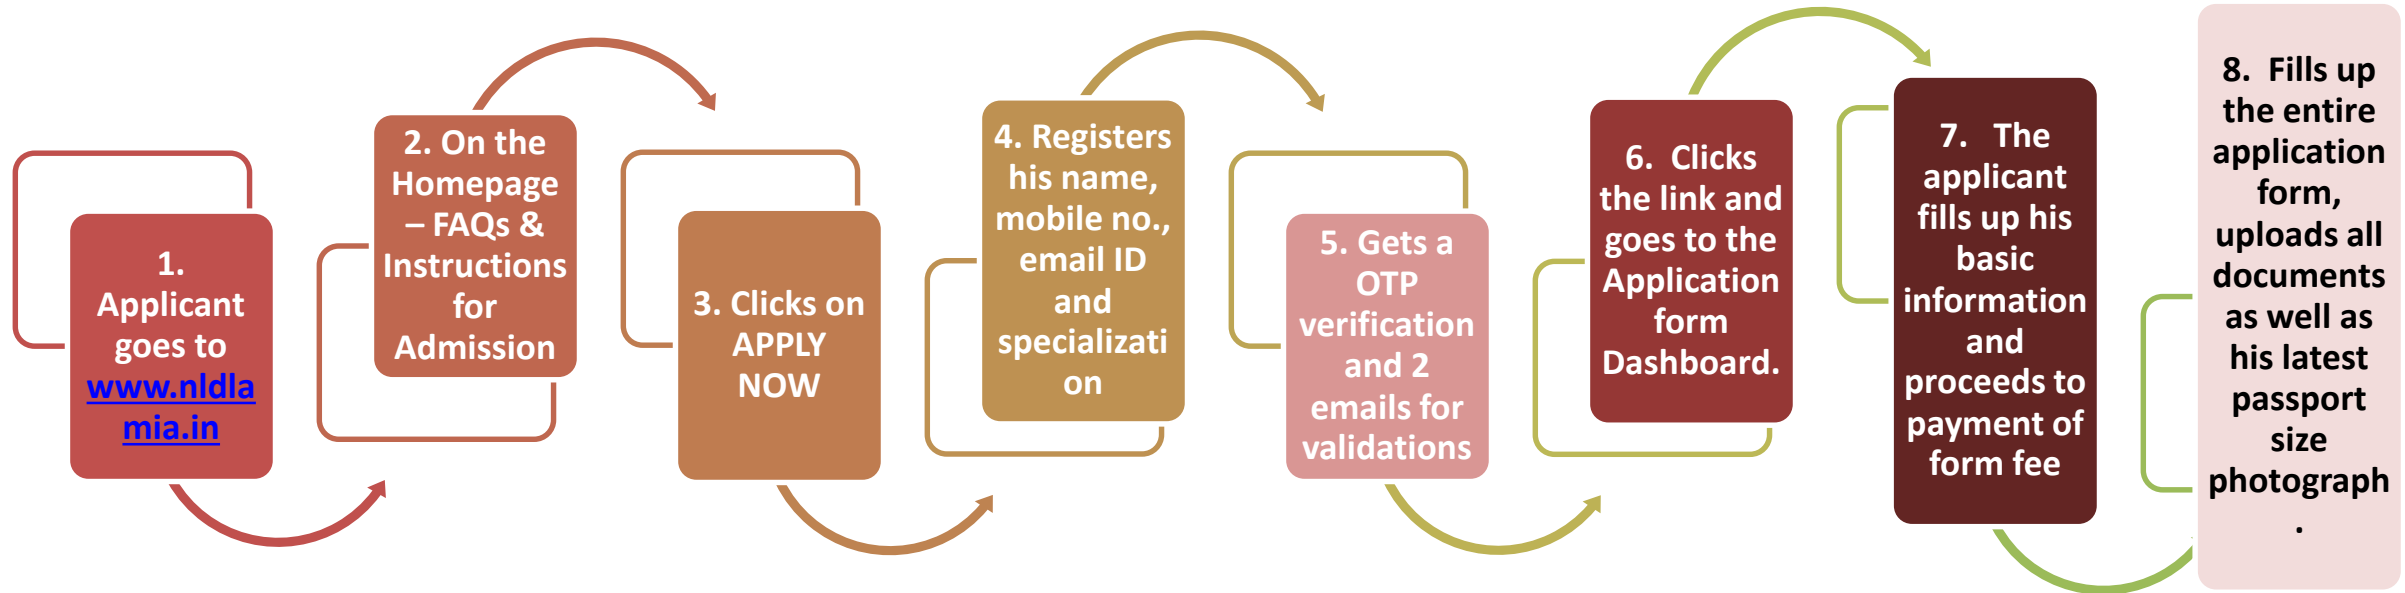 1.
Applicant
goes to
www.nldla
mia.in
2. On the
Homepage
– FAQs &
Instructions
for
Admission
3. Clicks on
APPLY
NOW
4. Registers
his name,
mobile no.,
email ID
and
specializati
on
5. Gets a
OTP
verification
and 2
emails for
validations
6. Clicks
the link and
goes to the
Application
form
Dashboard.
7. The
applicant
fills up his
basic
information
and
proceeds to
payment of
form fee
8. Fills up
the entire
application
form,
uploads all
documents
as well as
his latest
passport
size
photograph
.